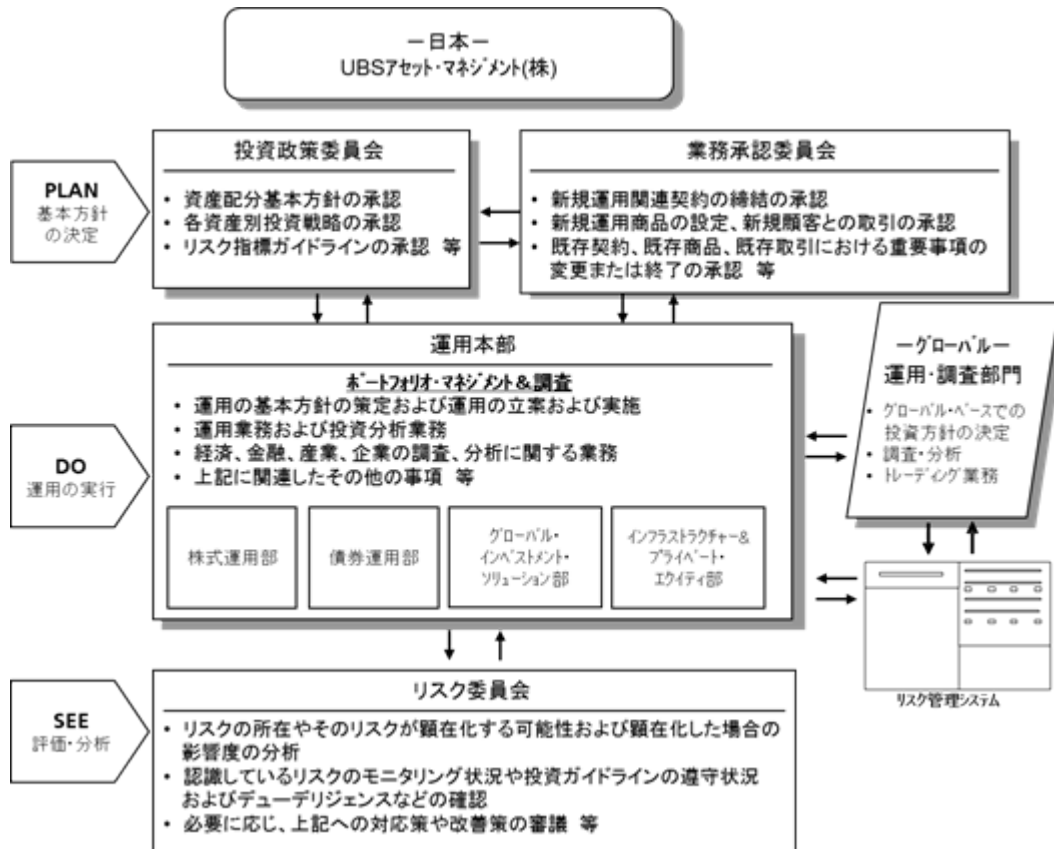 ー日本ー
UBSアセット・マネジメント(株)
PLAN
基本方針
の決定
投資政策委員会
• 資産配分基本方針の承認
• 各資産別投資戦略の承認
• リスク指標ガイドラインの承認 等
業務承認委員会
• 新規運用関連契約の締結の承認
• 新規運用商品の設定、新規顧客との取引の承認
• 既存契約、既存商品、既存取引における重要事項の
変更または終了の承認 等
DO
運用の実行
運用本部
ポートフォリオ・マネジメント&調査
• 運用の基本方針の策定および運用の立案および実施
• 運用業務および投資分析業務
• 経済、金融、産業、企業の調査、分析に関する業務
• 上記に関連したその他の事項 等
株式運用部
債券運用部
グローバル・
インベストメント・
ソリューション部
インフラストラクチャー&
プライベート・
エクイティ部
ーグローバルー
運用・調査部門
• グローバル・ベースでの
投資方針の決定
• 調査・分析
• トレーディング業務
リスク管理システム
SEE
評価・分析
リスク委員会
• リスクの所在やそのリスクが顕在化する可能性および顕在化した場合の
影響度の分析
• 認識しているリスクのモニタリング状況や投資ガイドラインの遵守状況
およびデューデリジェンスなどの確認
• 必要に応じ、上記への対応策や改善策の審議 等